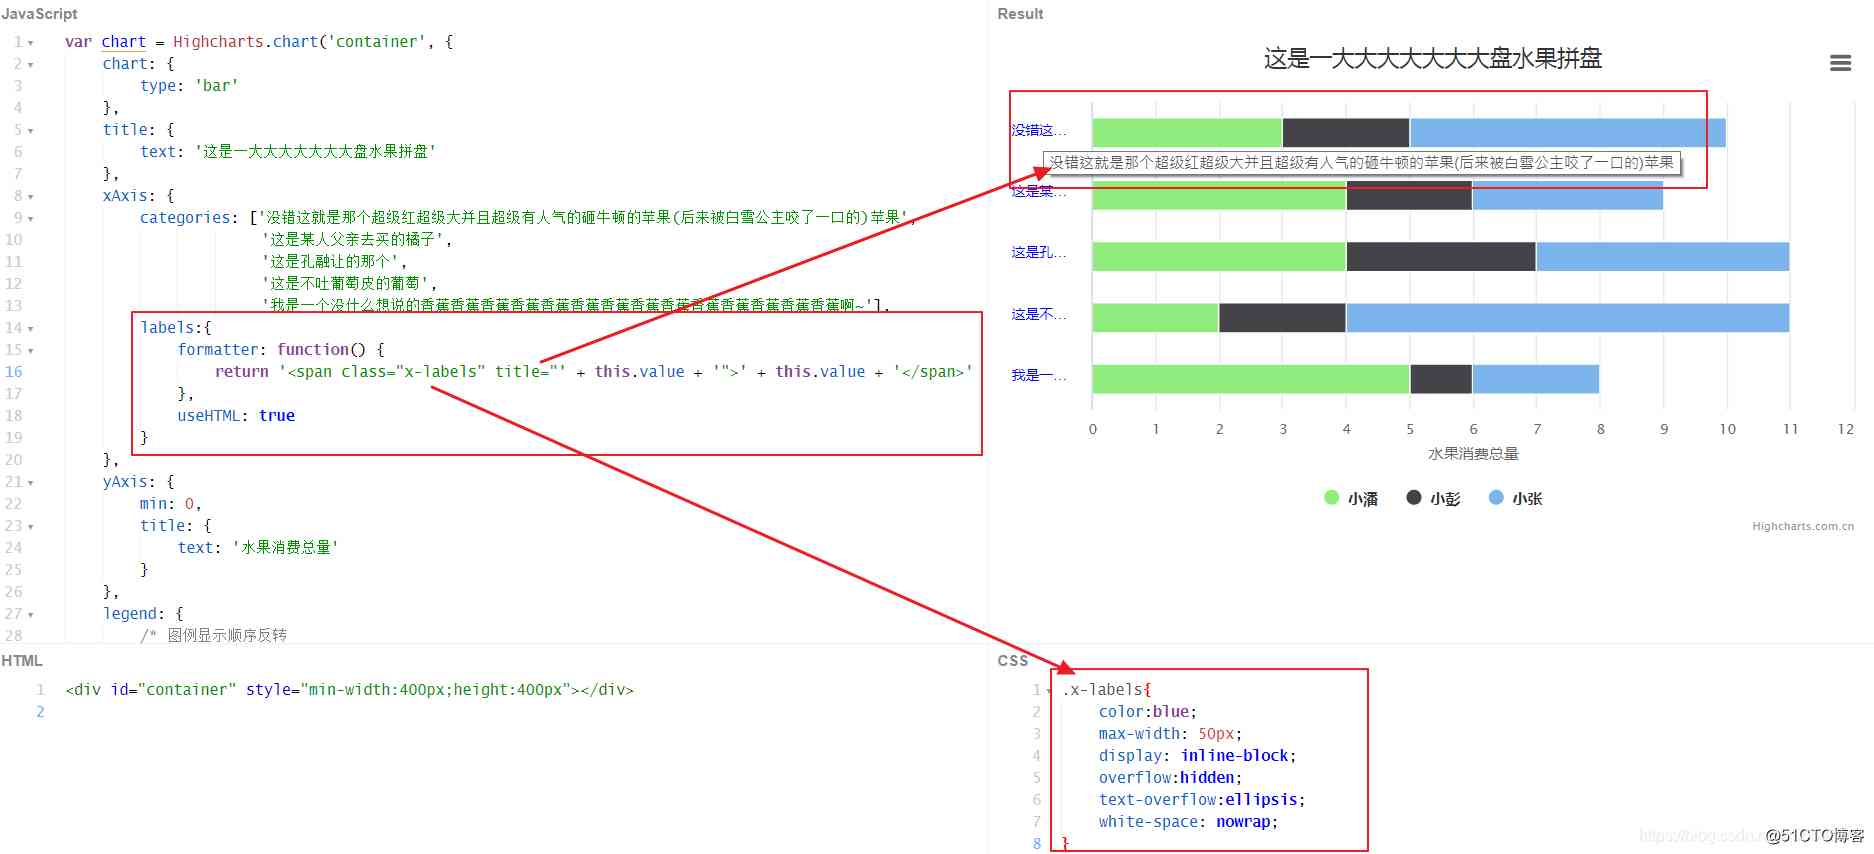 JavaScript
1 var chart = Highcharts.chart('container', {
2 chart: {
3 type: 'bar'
4 },
5 title: {
6 text: '这是一大大大大大大大盘水果拼盘'
7 },
8 xAxis: {
9 categories: ['没错这就是那个超级红超级大并且超级有人气的砸牛顿的苹果(后来被白雪公主咬了一口的)苹果',
10 '这是某人父亲去买的橘子',
11 '这是孔融让的那个',
12 '这是不吐葡萄皮的葡萄',
13 '我是一个没什么想说的香蕉香蕉香蕉香蕉香蕉香蕉香蕉香蕉香蕉香蕉香蕉香蕉香蕉香蕉啊~'],
14 labels:{
15 formatter: function() {
16 return '<span class="x-labels" title="' + this.value + '">' + this.value + '</span>'
17 },
18 useHTML: true
19 }
20 },
21 yAxis: {
22 min: 0,
23 title: {
24 text: '水果消费总量'
25 }
26 },
27 legend: {
28 /* 图例显示顺序反转
Result
这是一大大大大大大大盘水果拼盘
没错这...
没错这就是那个超级红超级大并且超级有人气的砸牛顿的苹果(后来被白雪公主咬了一口的)苹果
这是某...
这是孔...
这是不...
我是一...
0 1 2 3 4 5 6 7 8 9 10 11 12
水果消费总量
小潘 小彭 小张
Highcharts.com.cn
HTML
1 <div id="container" style="min-width:400px;height:400px"></div>
2
CSS
1 .x-labels{
2 color:blue;
3 max-width: 50px;
4 display: inline-block;
5 overflow:hidden;
6 text-overflow:ellipsis;
7 white-space: nowrap;
8 }
https://blog.csdn.n
@51CTO博客